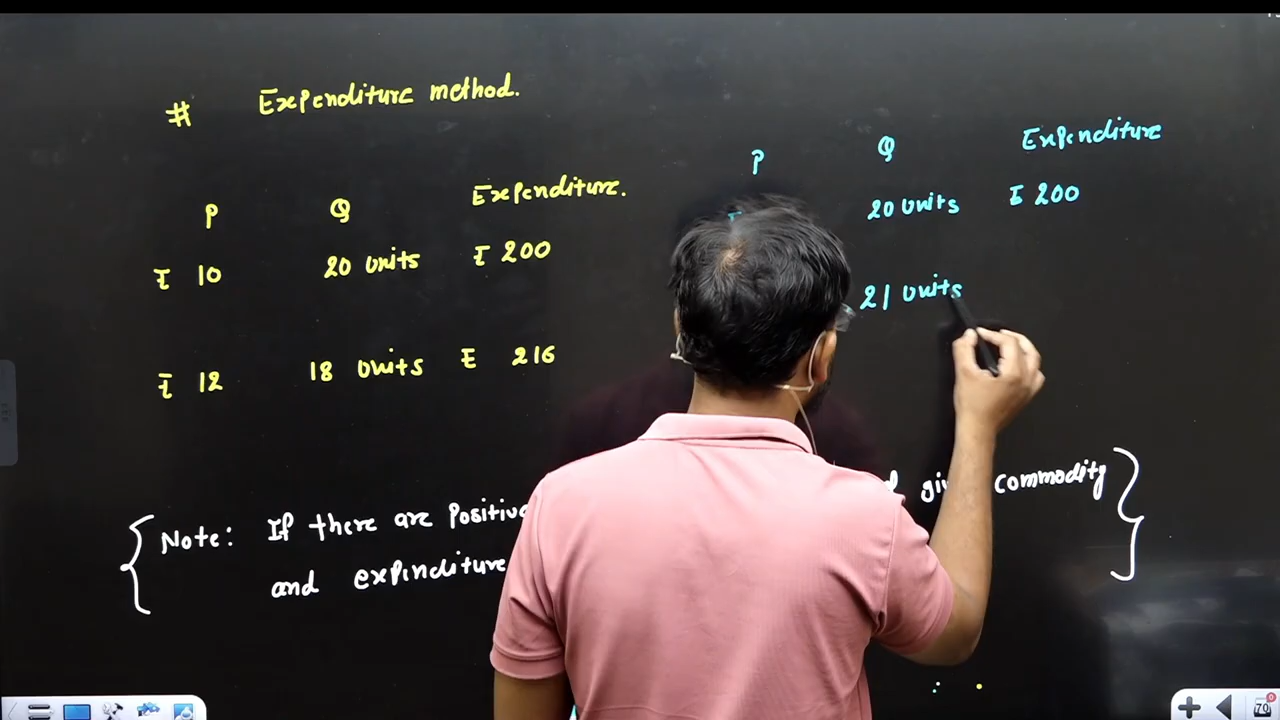 # Expenditure method.
P Q Expenditure.
₹ 10 20 units ₹ 200
₹ 12 18 units ₹ 216
P Q Expenditure
20 units ₹ 200
21 units
Note: If there are Positive commodity
and expinditure